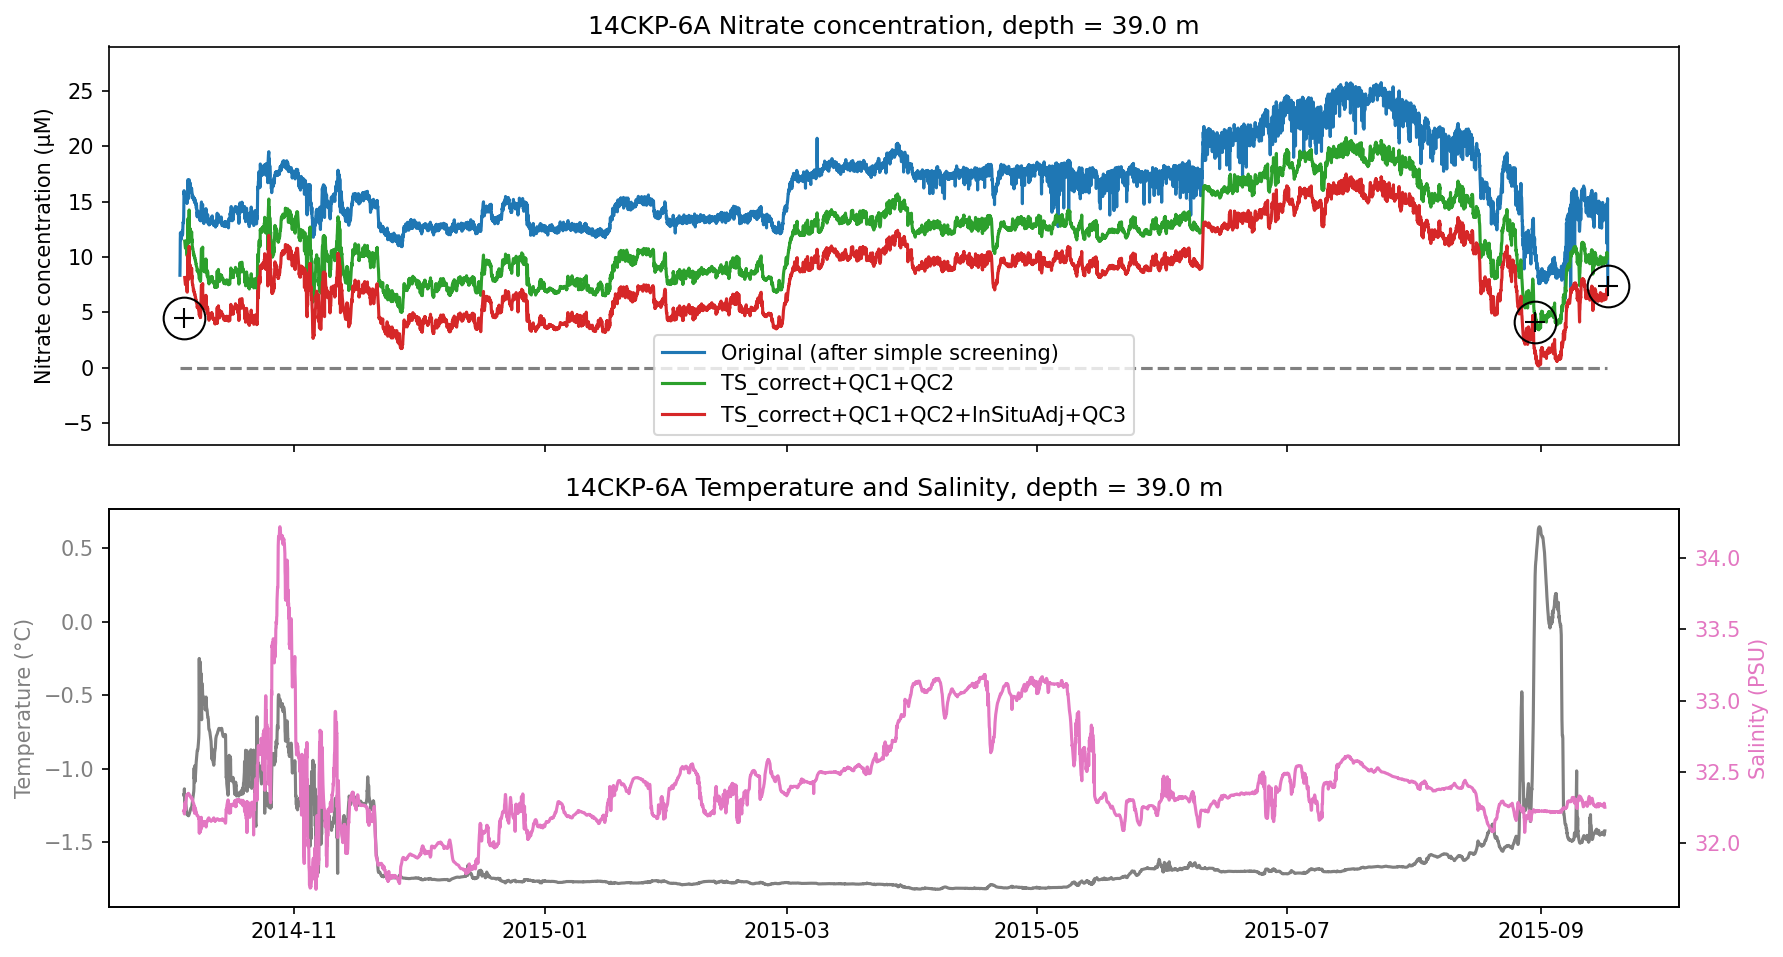 14CKP-6A Nitrate concentration, depth = 39.0 m
Nitrate concentration (μM)
25
20
15
10
5
0
−5
Original (after simple screening)
TS_correct+QC1+QC2
TS_correct+QC1+QC2+InSituAdj+QC3
14CKP-6A Temperature and Salinity, depth = 39.0 m
Temperature (°C)
0.5
0.0
−0.5
−1.0
−1.5
34.0
33.5
33.0
32.5
32.0
Salinity (PSU)
2014-11
2015-01
2015-03
2015-05
2015-07
2015-09